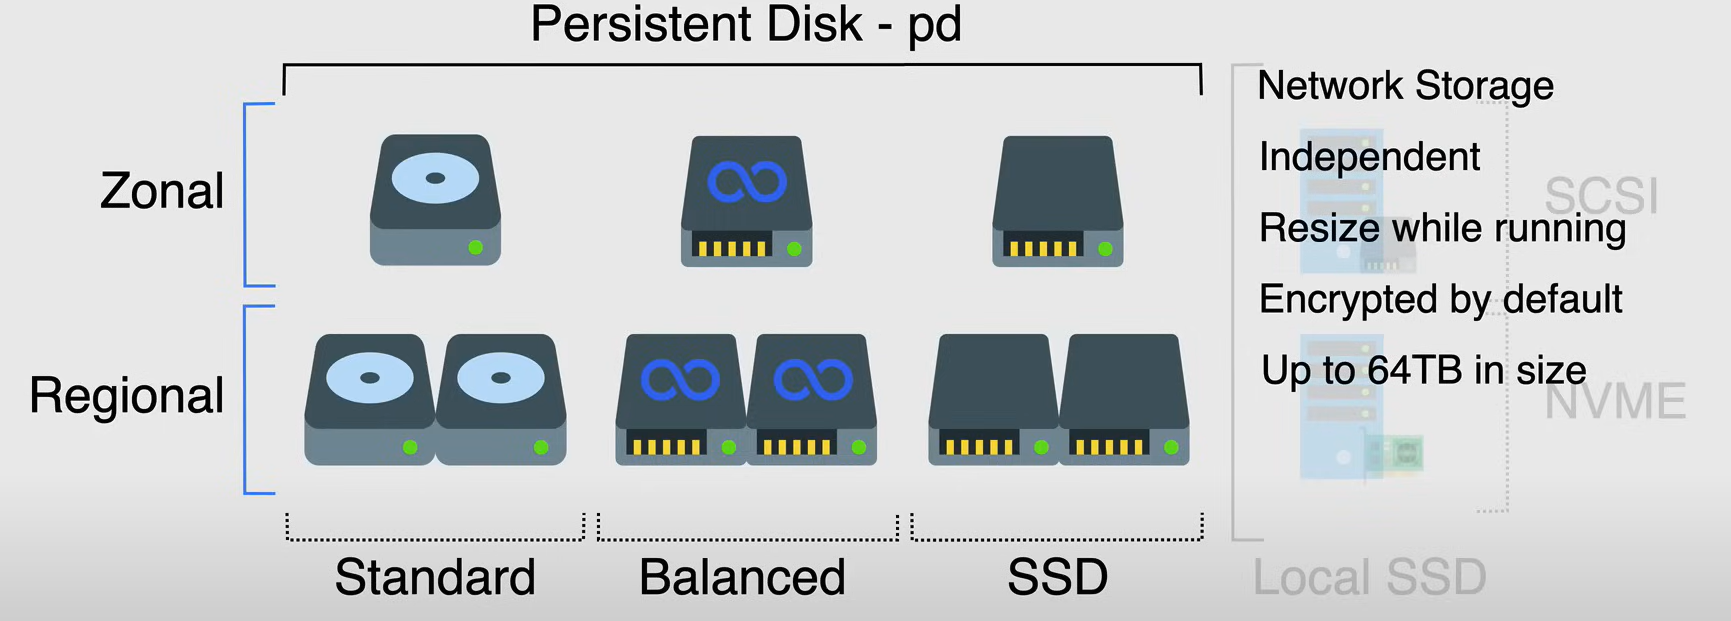 Persistent Disk - pd
Zonal
Regional
Standard
Balanced
SSD
Network Storage
Independent
Resize while running
Encrypted by default
Up to 64TB in size
SCSI
NVME
Local SSD